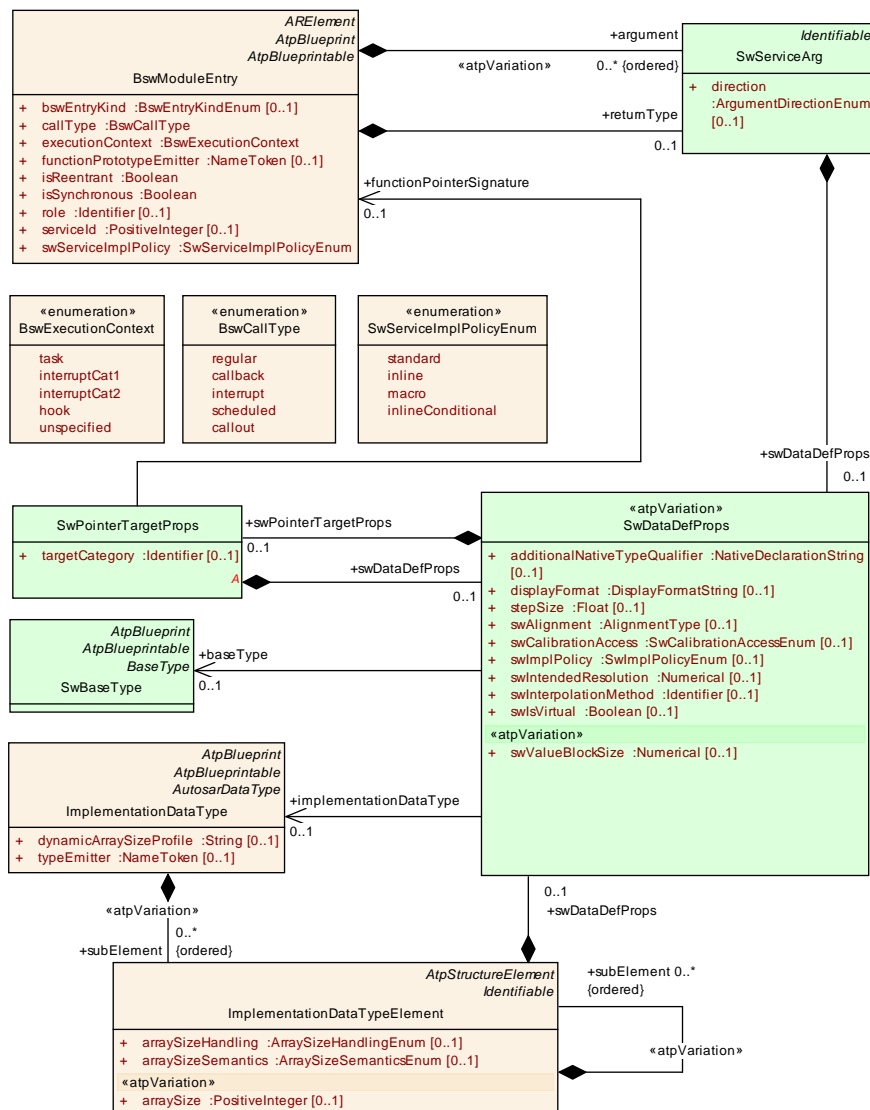 ARElement
AtpBlueprint
AtpBlueprintable
BswModuleEntry
+ bswEntryKind :BswEntryKindEnum [0..1]
+ callType :BswCallType
+ executionContext :BswExecutionContext
+ functionPrototypeEmitter :NameToken [0..1]
+ isReentrant :Boolean
+ isSynchronous :Boolean
+ role :Identifier [0..1]
+ serviceId :PositiveInteger [0..1]
+ swServiceImplPolicy :SwServiceImplPolicyEnum
+argument
«atpVariation» 0..* {ordered}
+returnType
0..1
Identifiable
SwServiceArg
+ direction
:ArgumentDirectionEnum
[0..1]
+functionPointerSignature
0..1
«enumeration»
BswExecutionContext
task
interruptCat1
interruptCat2
hook
unspecified
«enumeration»
BswCallType
regular
callback
interrupt
scheduled
callout
«enumeration»
SwServiceImplPolicyEnum
standard
inline
macro
inlineConditional
+swDataDefProps
0..1
SwPointerTargetProps
+ targetCategory :Identifier [0..1]
A
+swPointerTargetProps
0..1
+swDataDefProps
0..1
«atpVariation»
SwDataDefProps
+ additionalNativeTypeQualifier :NativeDeclarationString
[0..1]
+ displayFormat :DisplayFormatString [0..1]
+ stepSize :Float [0..1]
+ swAlignment :AlignmentType [0..1]
+ swCalibrationAccess :SwCalibrationAccessEnum [0..1]
+ swImplPolicy :SwImplPolicyEnum [0..1]
+ swIntendedResolution :Numerical [0..1]
+ swInterpolationMethod :Identifier [0..1]
+ swIsVirtual :Boolean [0..1]
«atpVariation»
+ swValueBlockSize :Numerical [0..1]
AtpBlueprint
AtpBlueprintable
BaseType
SwBaseType
+baseType
0..1
AtpBlueprint
AtpBlueprintable
AutosarDataType
ImplementationDataType
+ dynamicArraySizeProfile :String [0..1]
+ typeEmitter :NameToken [0..1]
+implementationDataType
0..1
«atpVariation»
0..*
+subElement {ordered}
0..1
+swDataDefProps
AtpStructureElement
Identifiable
ImplementationDataTypeElement
+ arraySizeHandling :ArraySizeHandlingEnum [0..1]
+ arraySizeSemantics :ArraySizeSemanticsEnum [0..1]
«atpVariation»
+ arraySize :PositiveInteger [0..1]
+subElement 0..*
{ordered}
«atpVariation»